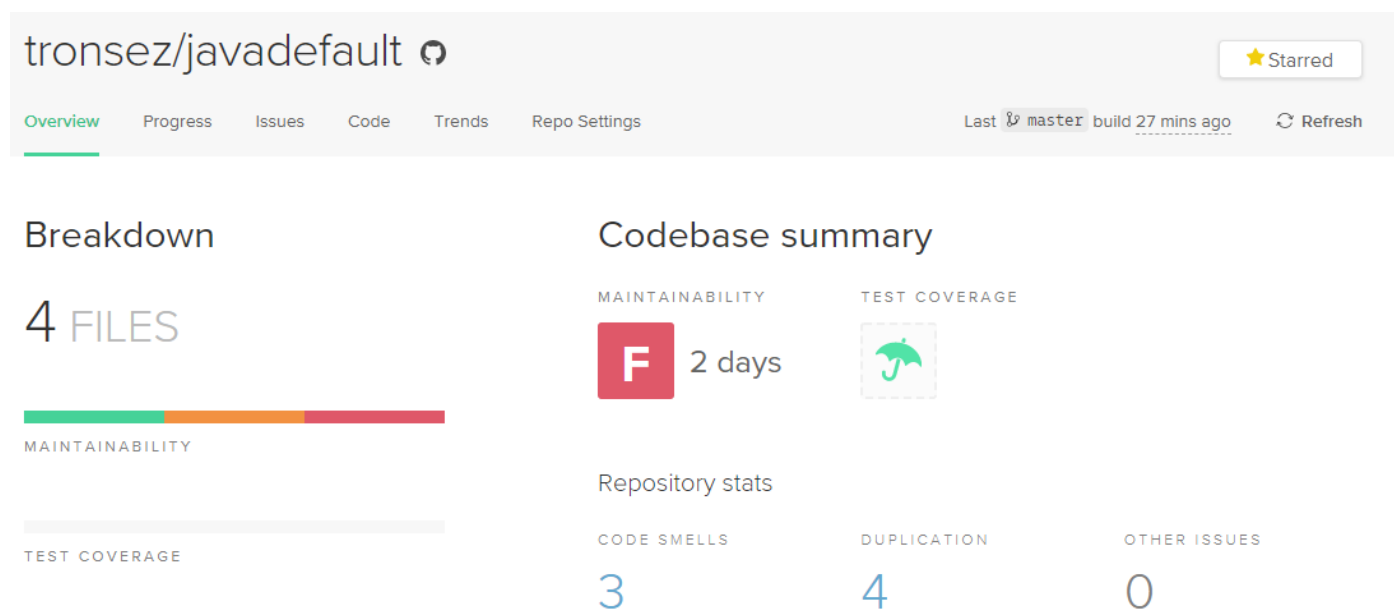 tronsez/javadefault
Starred
Overview Progress Issues Code Trends Repo Settings Last master build 27 mins ago Refresh
Breakdown
4 FILES
MAINTAINABILITY
TEST COVERAGE
Codebase summary
MAINTAINABILITY TEST COVERAGE
F 2 days
Repository stats
CODE SMELLS DUPLICATION OTHER ISSUES
3 4 0